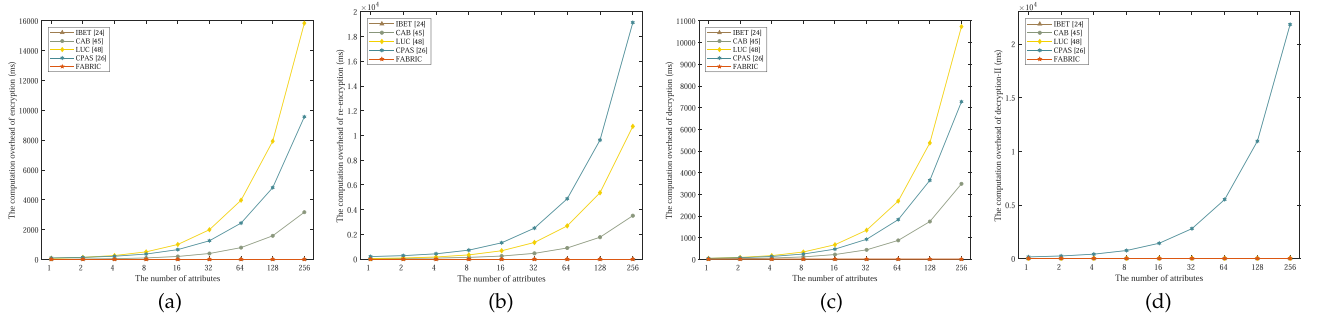 The computation overhead of encryption (ms)
16000
14000
12000
10000
8000
6000
4000
2000
0
IBET [24]
CAB [45]
LUC [48]
CPAS [26]
FABRIC
1 2 4 8 16 32 64 128 256
The number of attributes
(a)
The computation overhead of re-encryption (ms)
×10⁴
2
1.8
1.6
1.4
1.2
1
0.8
0.6
0.4
0.2
0
IBET [24]
CAB [45]
LUC [48]
CPAS [26]
FABRIC
1 2 4 8 16 32 64 128 256
The number of attributes
(b)
The computation overhead of decryption (ms)
11000
10000
9000
8000
7000
6000
5000
4000
3000
2000
1000
0
IBET [24]
CAB [45]
LUC [48]
CPAS [26]
FABRIC
1 2 4 8 16 32 64 128 256
The number of attributes
(c)
The computation overhead of decryption-II (ms)
×10⁴
2
1.5
1
0.5
0
IBET [24]
CAB [45]
LUC [48]
CPAS [26]
FABRIC
1 2 4 8 16 32 64 128 256
The number of attributes
(d)